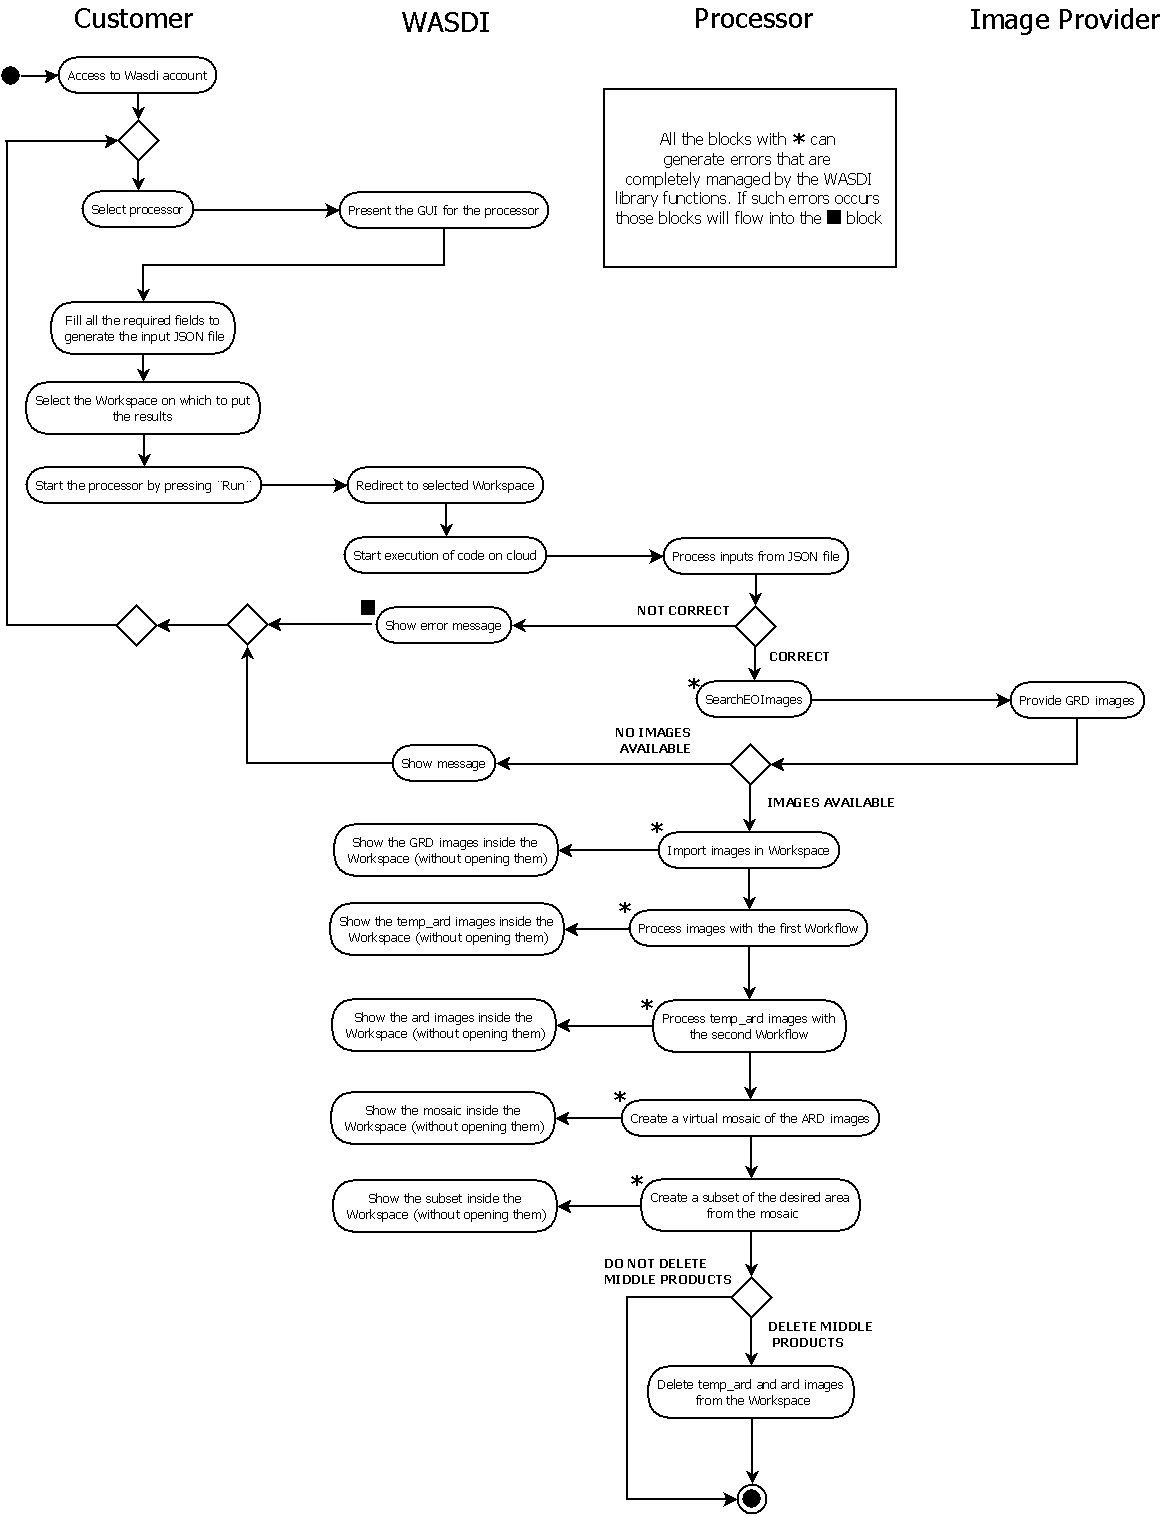 Customer
WASDI
Processor
Image Provider
Access to Wasdi account
All the blocks with * can
generate errors that are
completely managed by the WASDI
library functions. If such errors occurs
those blocks will flow into the ■ block
Select processor
Present the GUI for the processor
Fill all the required fields to
generate the input JSON file
Select the Workspace on which to put
the results
Start the processor by pressing "Run"
Redirect to selected Workspace
Start execution of code on cloud
Process inputs from JSON file
NOT CORRECT
Show error message
CORRECT
*
SearchEOImages
Provide GRD images
NO IMAGES
AVAILABLE
Show message
IMAGES AVAILABLE
*
Show the GRD images inside the
Workspace (without opening them)
Import images in Workspace
*
Show the temp_ard images inside the
Workspace (without opening them)
Process images with the first Workflow
*
Show the ard images inside the
Workspace (without opening them)
Process temp_ard images with
the second Workflow
*
Show the mosaic inside the
Workspace (without opening them)
Create a virtual mosaic of the ARD images
*
Show the subset inside the
Workspace (without opening them)
Create a subset of the desired area
from the mosaic
DO NOT DELETE
MIDDLE PRODUCTS
DELETE MIDDLE
PRODUCTS
Delete temp_ard and ard images
from the Workspace